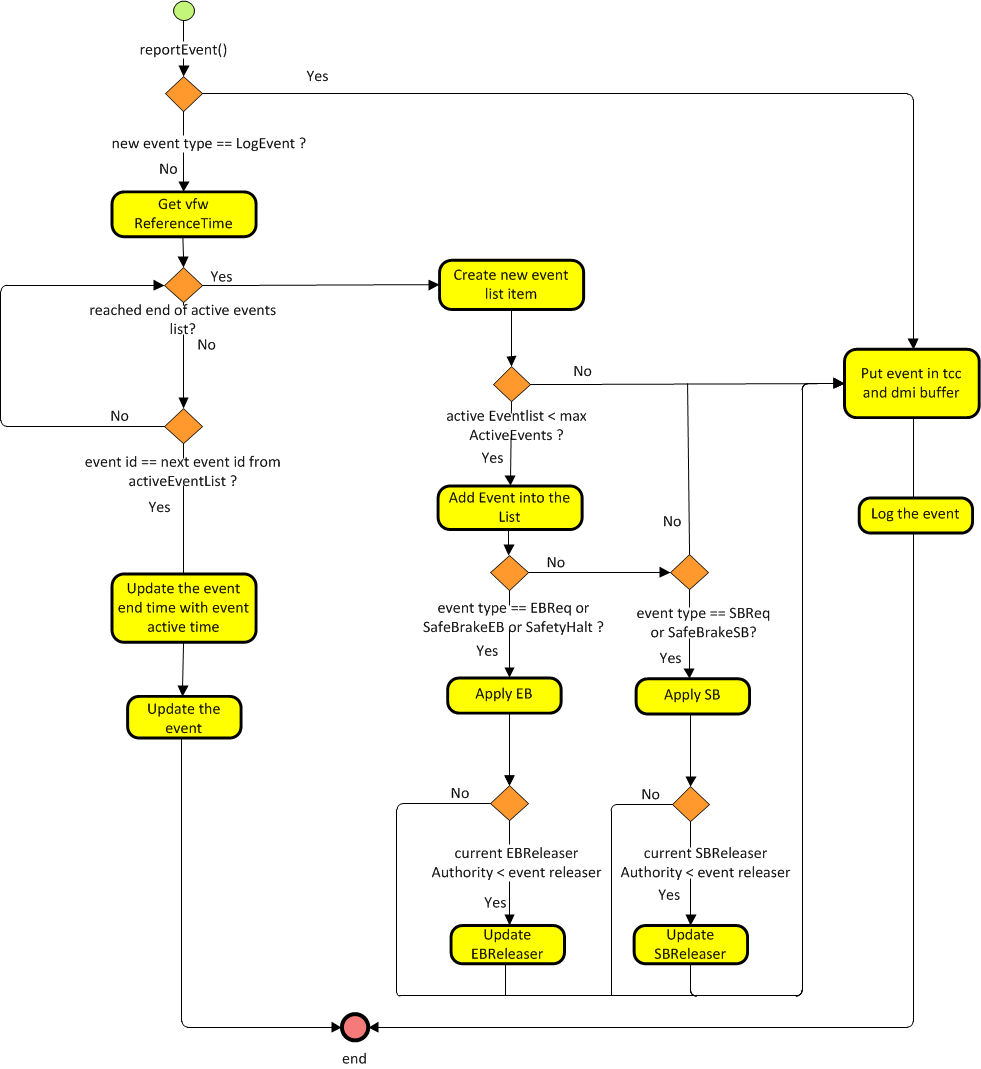 reportEvent()
Yes
new event type == LogEvent ?
No
Get vfw
ReferenceTime
Yes
reached end of active events
list?
No
Create new event
list item
No
active Eventlist < max
ActiveEvents ?
Yes
Put event in tcc
and dmi buffer
No
event id == next event id from
activeEventList ?
Yes
Add Event into the
List
Log the event
No
No
event type == EBReq or
SafeBrakeEB or SafetyHalt ?
Yes
event type == SBReq
or SafeBrakeSB?
Yes
Update the event
end time with event
active time
Update the
event
Apply EB
Apply SB
No
No
current EBReleaser
Authority < event releaser
Yes
current SBReleaser
Authority < event releaser
Yes
Update
EBReleaser
Update
SBReleaser
end